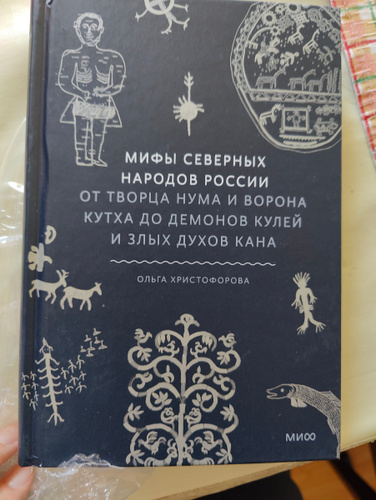 МИФЫ СЕВЕРНЫХ
НАРОДОВ РОССИИ
ОТ ТВОРЦА НУМА И ВОРОНА
КУТХА ДО ДЕМОНОВ КУЛЕЙ
И ЗЛЫХ ДУХОВ КАНА
ОЛЬГА ХРИСТОФОРОВА
МИФ